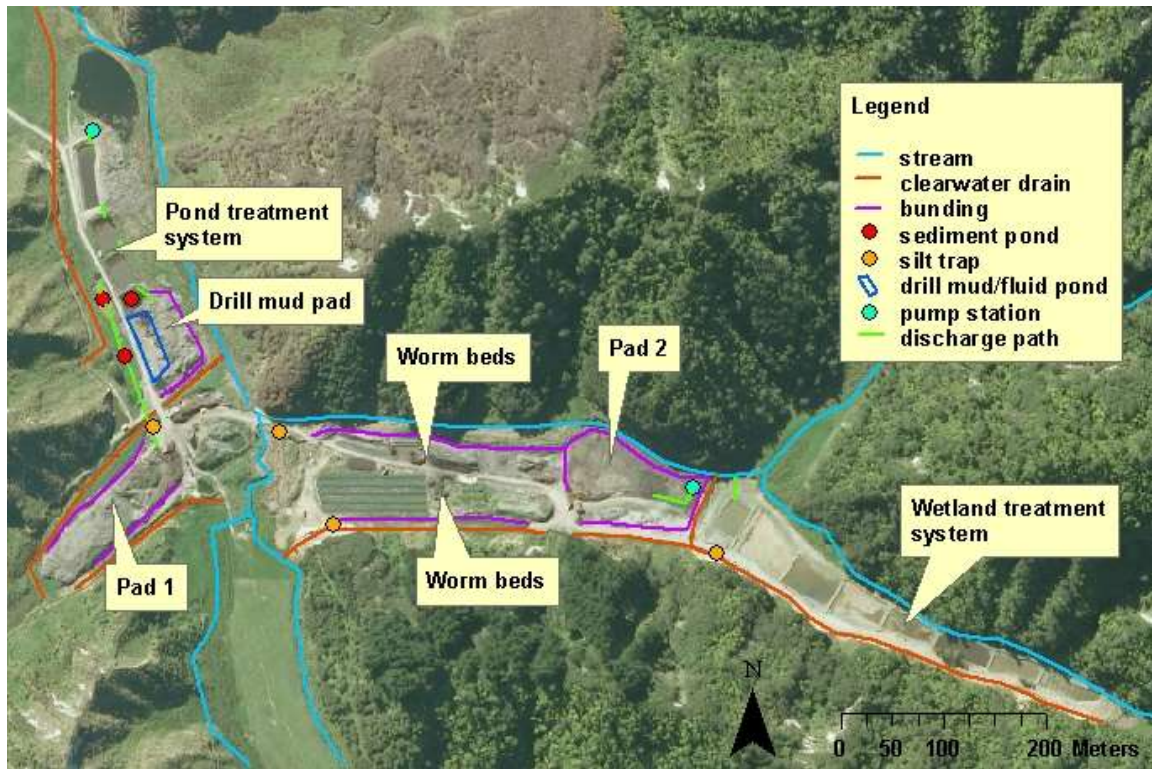 Legend
stream
clearwater drain
bunding
sediment pond
silt trap
drill mud/fluid pond
pump station
discharge path
Pond treatment
system
Drill mud pad
Worm beds
Pad 2
Wetland treatment
system
Pad 1
Worm beds
N
0 50 100 200 Meters